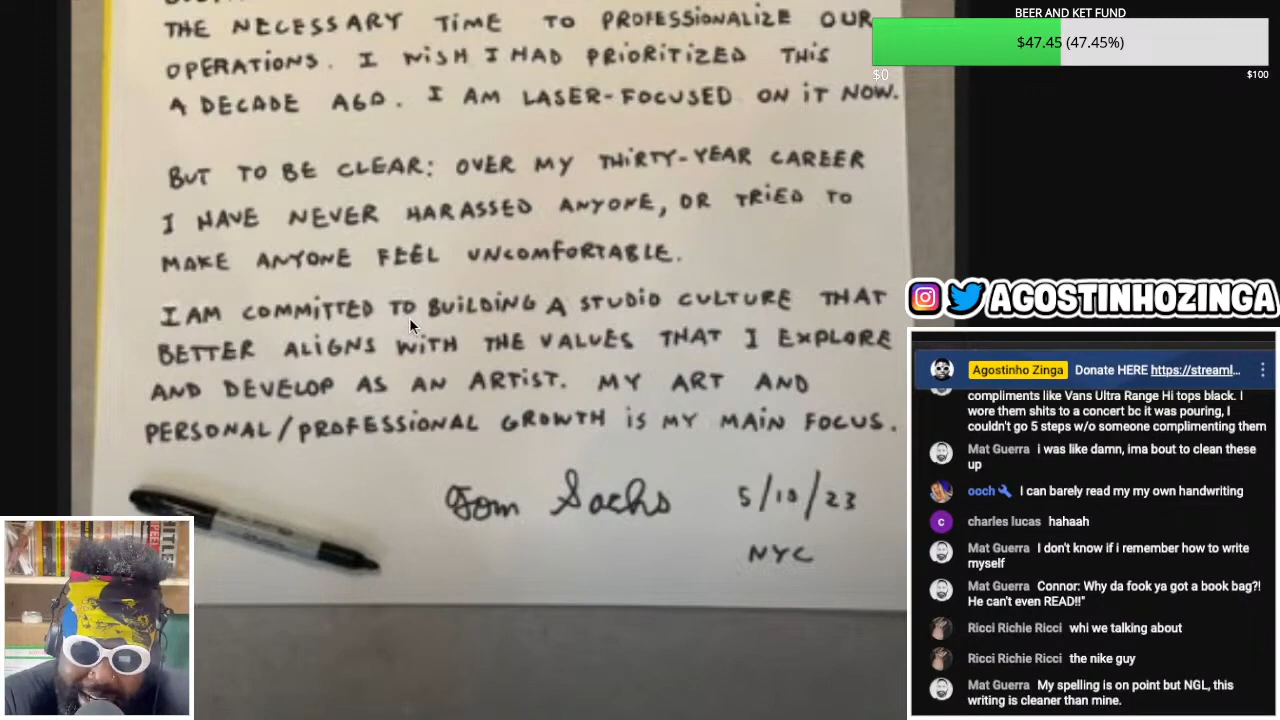 THE NECESSARY TIME TO PROFESSIONALIZE OUR
OPERATIONS. I WISH I HAD PRIORITIZED THIS
A DECADE AGO. I AM LASER-FOCUSED ON IT NOW.
BUT TO BE CLEAR: OVER MY THIRTY-YEAR CAREER
I HAVE NEVER HARASSED ANYONE, OR TRIED TO
MAKE ANYONE FEEL UNCOMFORTABLE.
I AM COMMITTED TO BUILDING A STUDIO CULTURE THAT
BETTER ALIGNS WITH THE VALUES THAT I EXPLORE
AND DEVELOP AS AN ARTIST. MY ART AND
PERSONAL/PROFESSIONAL GROWTH IS MY MAIN FOCUS.
Tom Sachs 5/10/23
NYC
BEER AND KET FUND
$47.45 (47.45%)
$0 $100
AGOSTINHOZINGA
Agostinho Zinga Donate HERE https://streaml...
compliments like Vans Ultra Range Hi tops black. I
wore them shits to a concert bc it was pouring, I
couldn't go 5 steps w/o someone complimenting them
Mat Guerra i was like damn, ima bout to clean these
up
ooch I can barely read my my own handwriting
c charles lucas hahaah
Mat Guerra I don't know if i remember how to write
myself
Mat Guerra Connor: Why da fook ya got a book bag?!
He can't even READ!!"
Ricci Richie Ricci whi we talking about
Ricci Richie Ricci the nike guy
Mat Guerra My spelling is on point but NGL, this
writing is cleaner than mine.